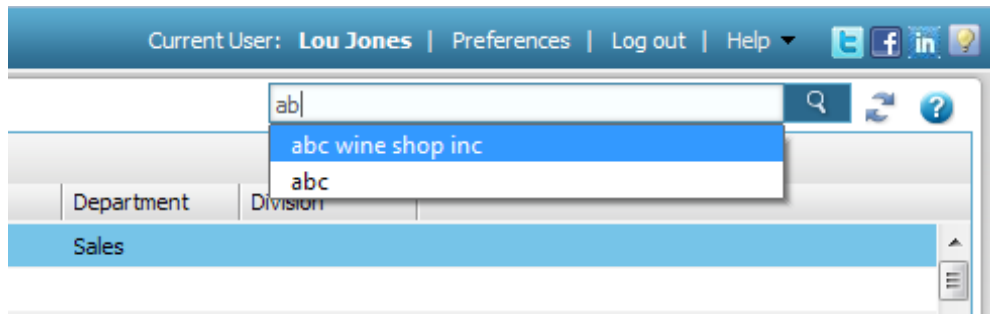 Current User: Lou Jones | Preferences | Log out | Help
ab
abc wine shop inc
abc
Department Division
Sales